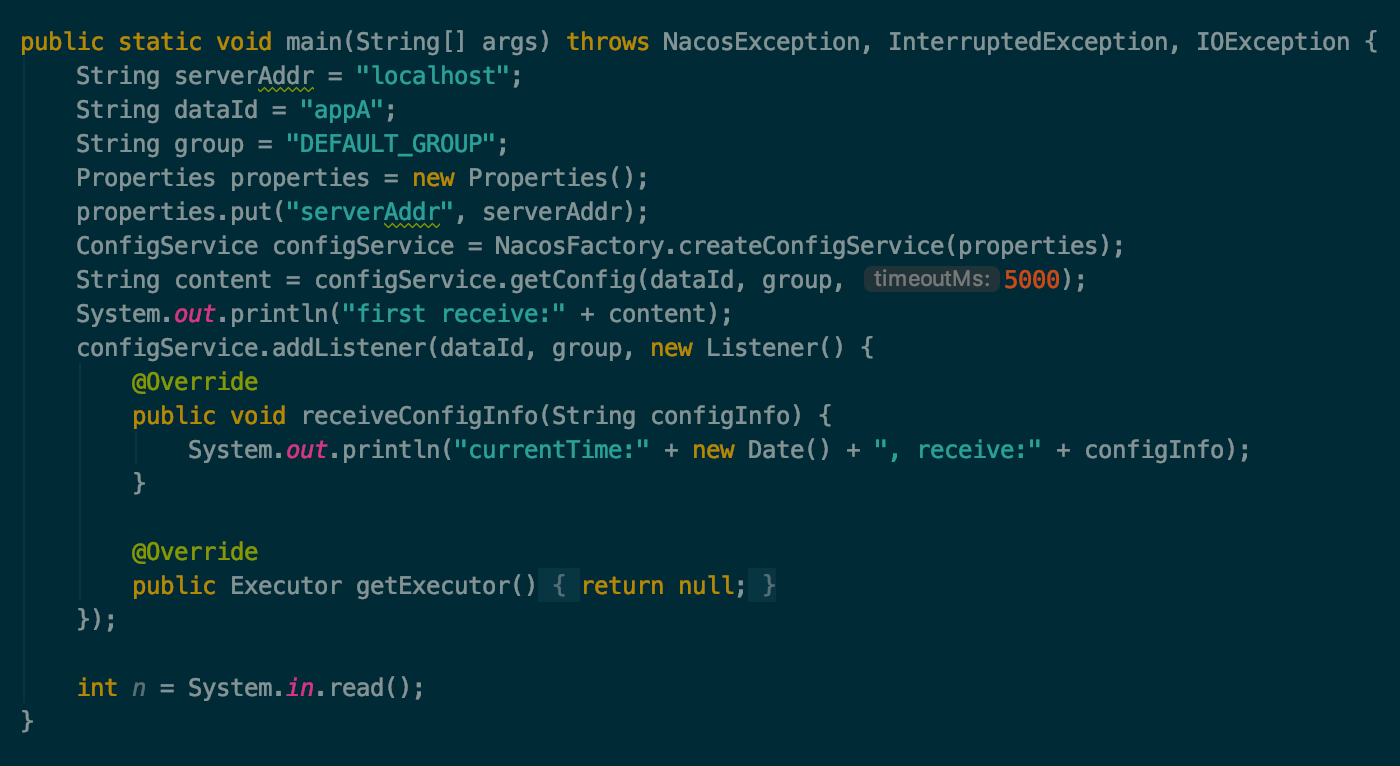 public static void main(String[] args) throws NacosException, InterruptedException, IOException {
    String serverAddr = "localhost";
    String dataId = "appA";
    String group = "DEFAULT_GROUP";
    Properties properties = new Properties();
    properties.put("serverAddr", serverAddr);
    ConfigService configService = NacosFactory.createConfigService(properties);
    String content = configService.getConfig(dataId, group, timeoutMs: 5000);
    System.out.println("first receive:" + content);
    configService.addListener(dataId, group, new Listener() {
        @Override
        public void receiveConfigInfo(String configInfo) {
            System.out.println("currentTime:" + new Date() + ", receive:" + configInfo);
        }
        @Override
        public Executor getExecutor() { return null; }
    });
    int n = System.in.read();
}